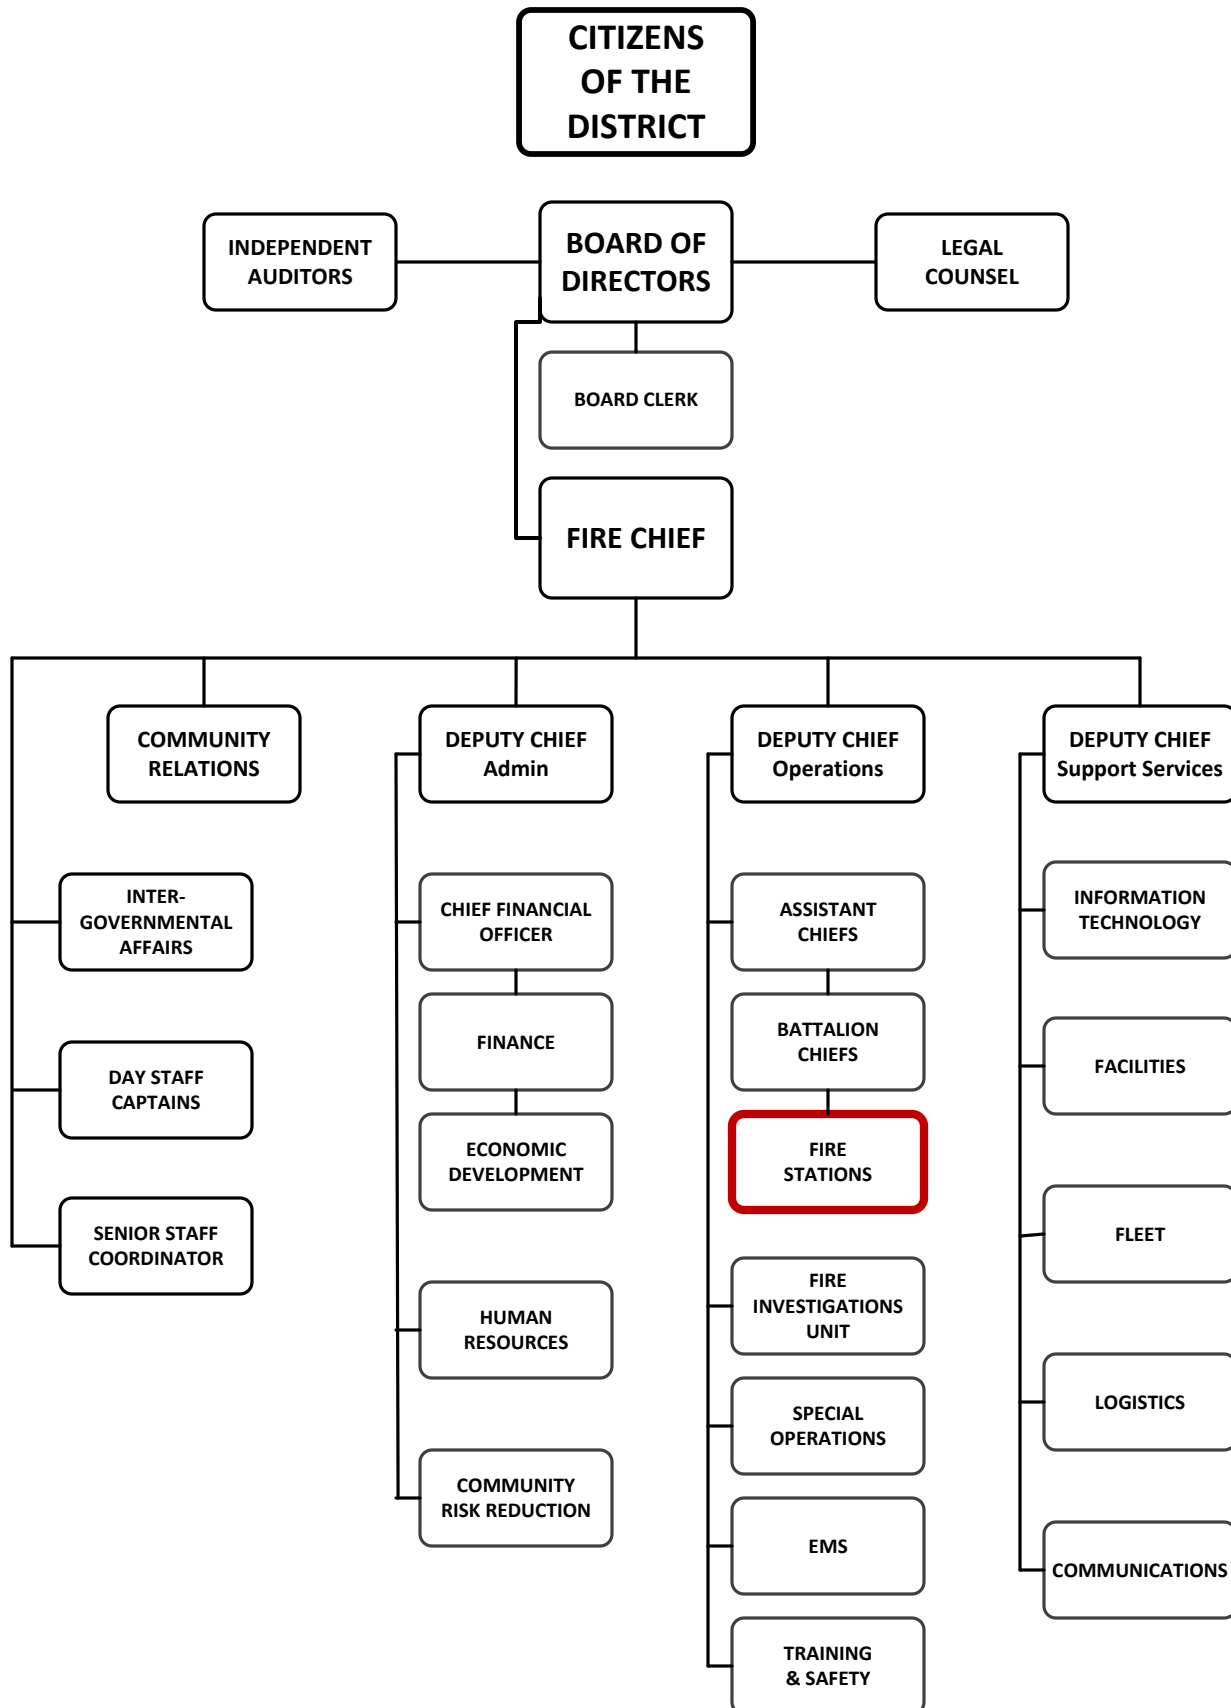 CITIZENS
OF THE
DISTRICT
INDEPENDENT
AUDITORS
BOARD OF
DIRECTORS
LEGAL
COUNSEL
BOARD CLERK
FIRE CHIEF
COMMUNITY
RELATIONS
DEPUTY CHIEF
Admin
DEPUTY CHIEF
Operations
DEPUTY CHIEF
Support Services
INTER-
GOVERNMENTAL
AFFAIRS
DAY STAFF
CAPTAINS
SENIOR STAFF
COORDINATOR
CHIEF FINANCIAL
OFFICER
FINANCE
ECONOMIC
DEVELOPMENT
HUMAN
RESOURCES
COMMUNITY
RISK REDUCTION
ASSISTANT
CHIEFS
BATTALION
CHIEFS
FIRE
STATIONS
FIRE
INVESTIGATIONS
UNIT
SPECIAL
OPERATIONS
EMS
TRAINING
& SAFETY
INFORMATION
TECHNOLOGY
FACILITIES
FLEET
LOGISTICS
COMMUNICATIONS